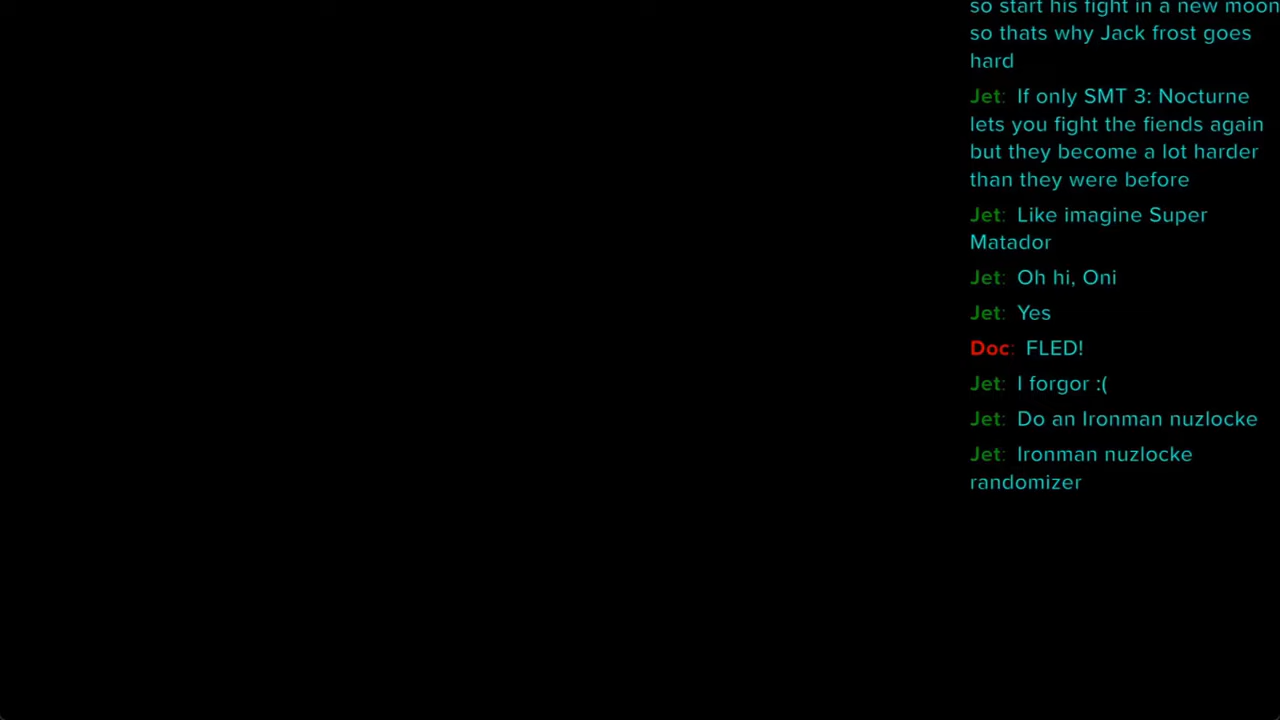 so start his fight in a new moon
so thats why Jack frost goes
hard
Jet: If only SMT 3: Nocturne
lets you fight the fiends again
but they become a lot harder
than they were before
Jet: Like imagine Super
Matador
Jet: Oh hi, Oni
Jet: Yes
Doc: FLED!
Jet: I forgor :(
Jet: Do an Ironman nuzlocke
Jet: Ironman nuzlocke
randomizer